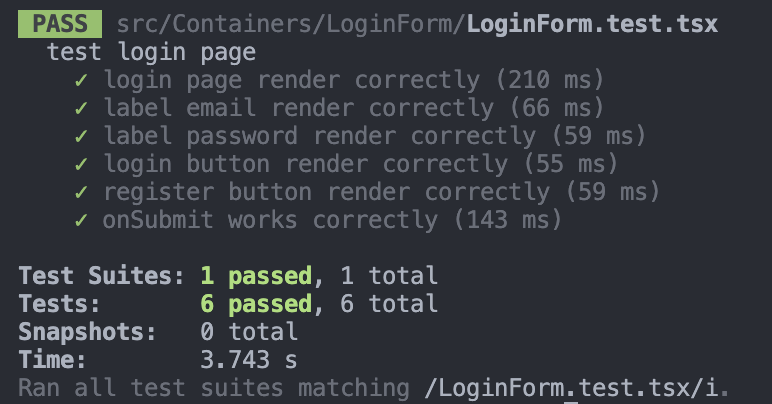 PASS src/Containers/LoginForm/LoginForm.test.tsx
test login page
✓ login page render correctly (210 ms)
✓ label email render correctly (66 ms)
✓ label password render correctly (59 ms)
✓ login button render correctly (55 ms)
✓ register button render correctly (59 ms)
✓ onSubmit works correctly (143 ms)
Test Suites: 1 passed, 1 total
Tests: 6 passed, 6 total
Snapshots: 0 total
Time: 3.743 s
Ran all test suites matching /LoginForm.test.tsx/i.